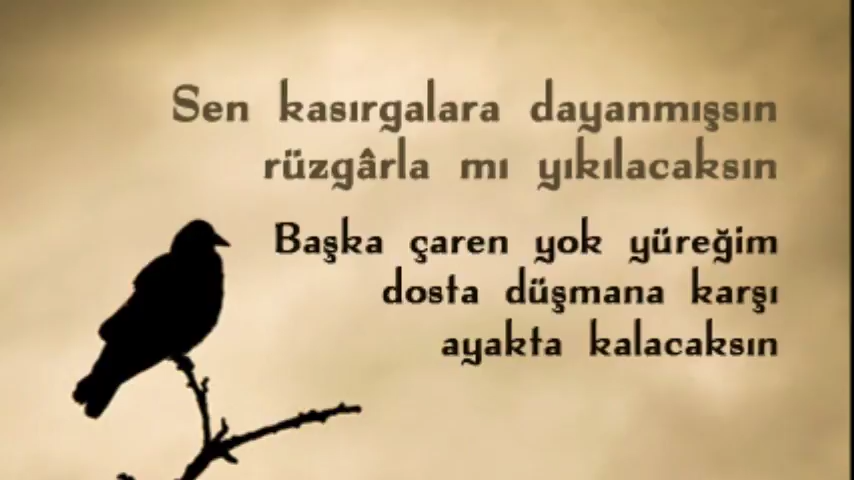 Sen kasırgalara dayanmışsın
rüzgârla mı yıkılacaksın
Başka çaren yok yüreğim
dosta düşmana karşı
ayakta kalacaksın